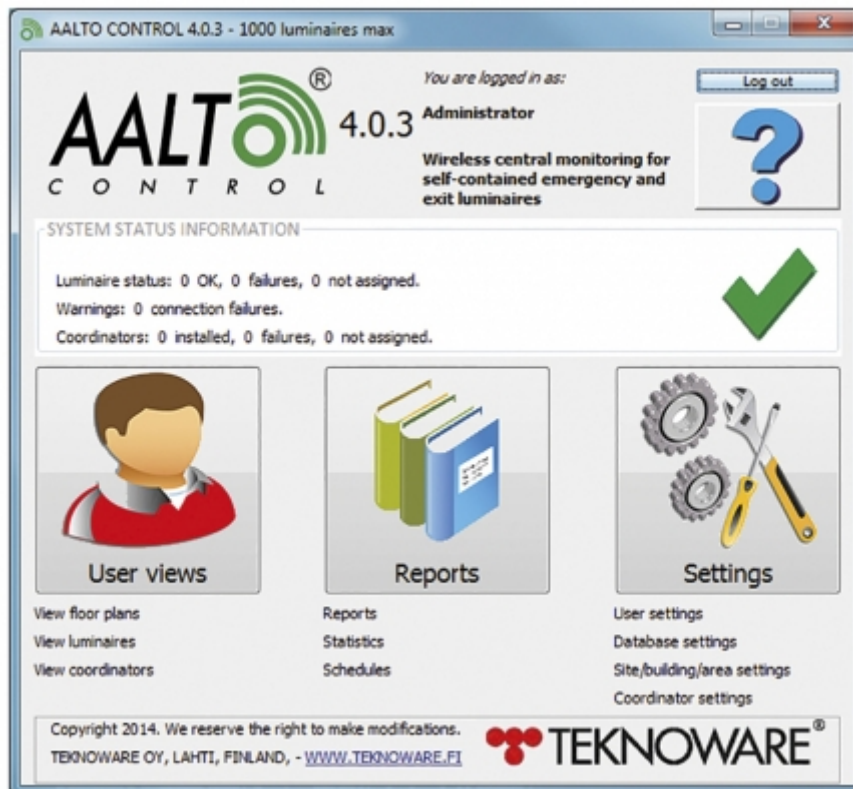 AALTO CONTROL 4.0.3 - 1000 luminaires max
AALTO®
CONTROL
4.0.3
You are logged in as:
Administrator
Wireless central monitoring for
self-contained emergency and
exit luminaires
Log out
SYSTEM STATUS INFORMATION
Luminaire status: 0 OK, 0 failures, 0 not assigned.
Warnings: 0 connection failures.
Coordinators: 0 installed, 0 failures, 0 not assigned.
User views
View floor plans
View luminaires
View coordinators
Reports
Reports
Statistics
Schedules
Settings
User settings
Database settings
Site/building/area settings
Coordinator settings
Copyright 2014. We reserve the right to make modifications.
TEKNOWARE OY, LAHTI, FINLAND, - WWW.TEKNOWARE.FI
TEKNOWARE®